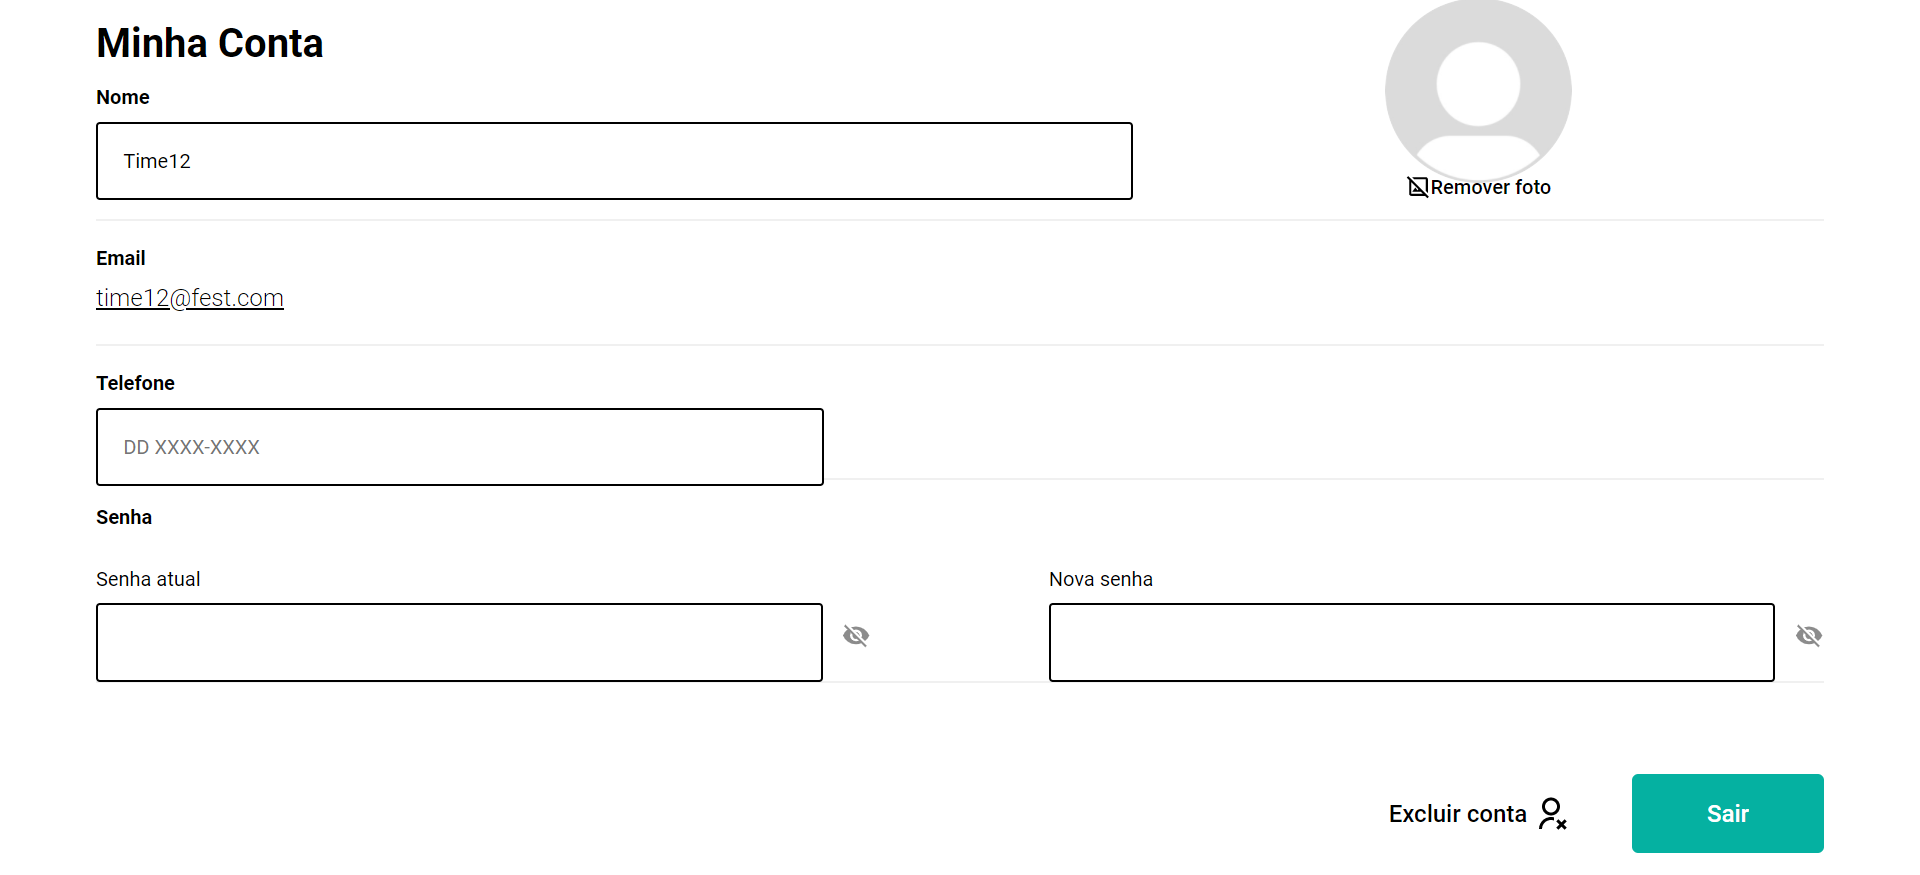 Minha Conta
Nome
Time12
Remover foto
Email
time12@fest.com
Telefone
DD XXXX-XXXX
Senha
Senha atual
Nova senha
Excluir conta
Sair